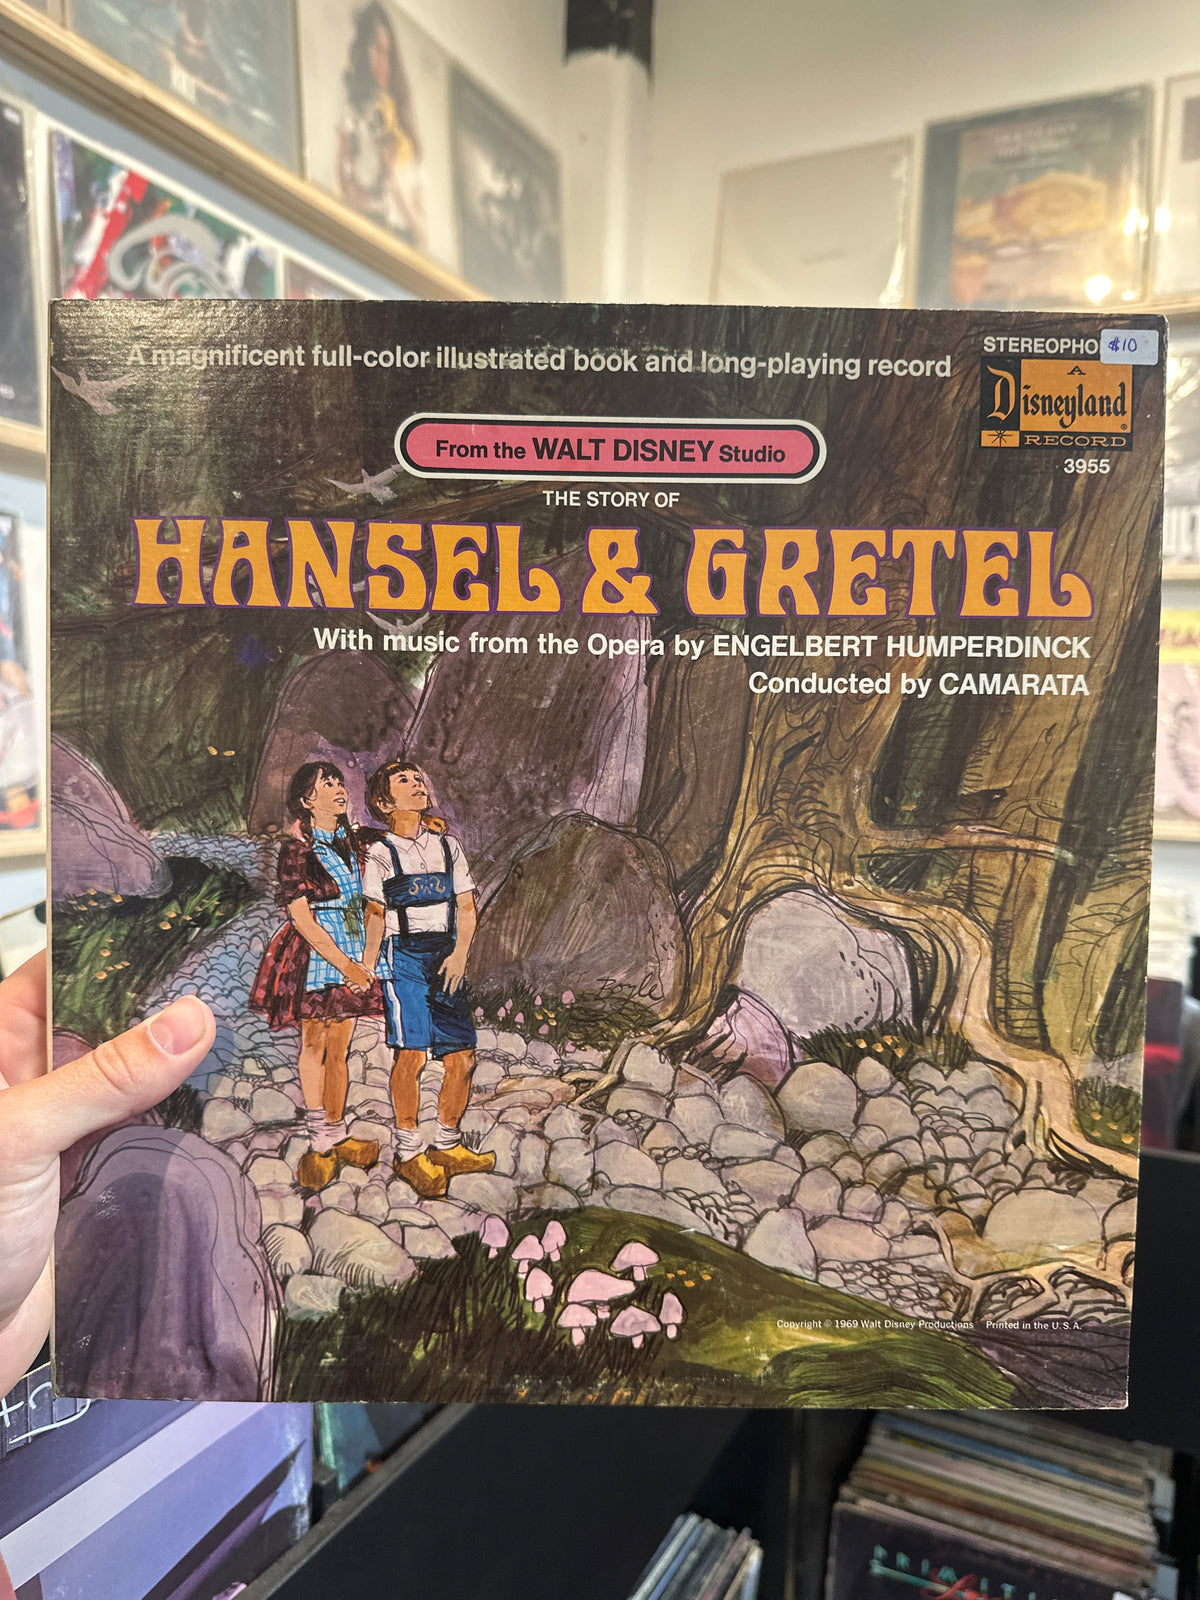 A magnificent full-color illustrated book and long-playing record
STEREOPHO
$10
A
Disneyland
RECORD
3955
From the WALT DISNEY Studio
THE STORY OF
HANSEL & GRETEL
With music from the Opera by ENGELBERT HUMPERDINCK
Conducted by CAMARATA
Boyle
Copyright © 1969 Walt Disney Productions Printed in the U.S.A.